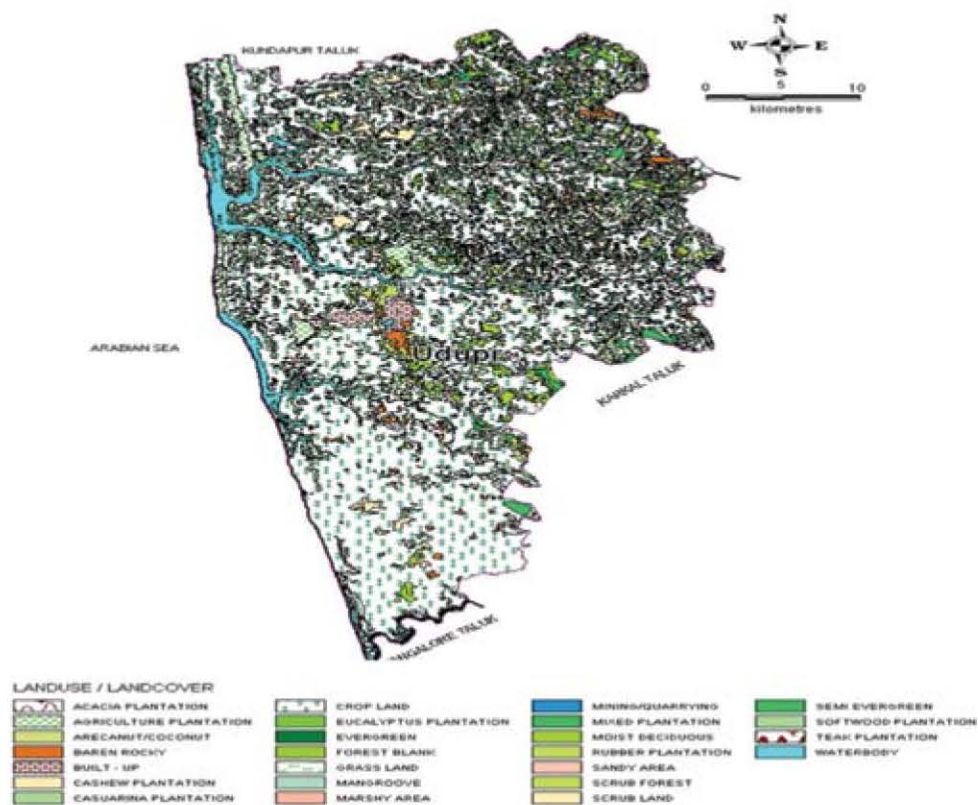 KUNDAPUR TALUK
N
W E
S
0 5 10
kilometres
ARABIAN SEA
Udupi
KARKAL TALUK
NGALORE TALUK
LANDUSE / LANDCOVER
ACACIA PLANTATION
AGRICULTURE PLANTATION
ARECANUT/COCONUT
BAREN ROCKY
BUILT - UP
CASHEW PLANTATION
CASUARINA PLANTATION
CROP LAND
EUCALYPTUS PLANTATION
EVERGREEN
FOREST BLANK
GRASS LAND
MANGROOVE
MARSHY AREA
MINING/QUARRYING
MIXED PLANTATION
MOIST DECIDUOUS
RUBBER PLANTATION
SANDY AREA
SCRUB FOREST
SCRUB LAND
SEMI EVERGREEN
SOFTWOOD PLANTATION
TEAK PLANTATION
WATERBODY